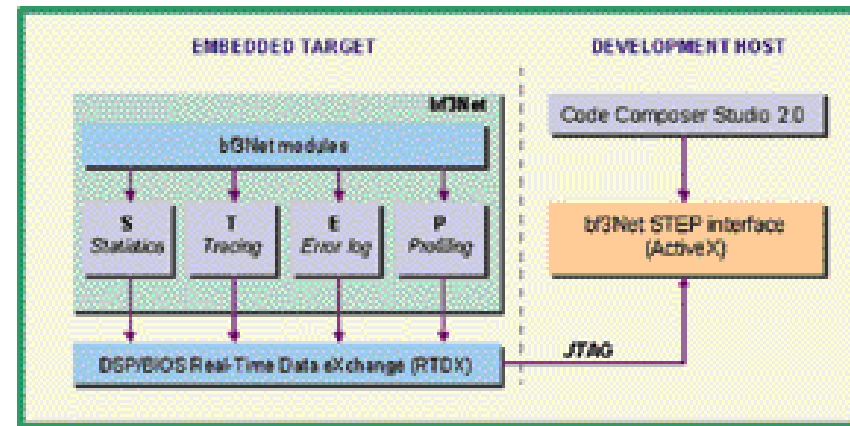 EMBEDDED TARGET
DEVELOPMENT HOST
bf3Net
Code Composer Studio 2.0
bf3Net modules
S
Statistics
T
Tracing
E
Error log
P
Profiling
bf3Net STEP interface
(ActiveX)
DSP/BIOS Real-Time Data eXchange (RTDX)
JTAG